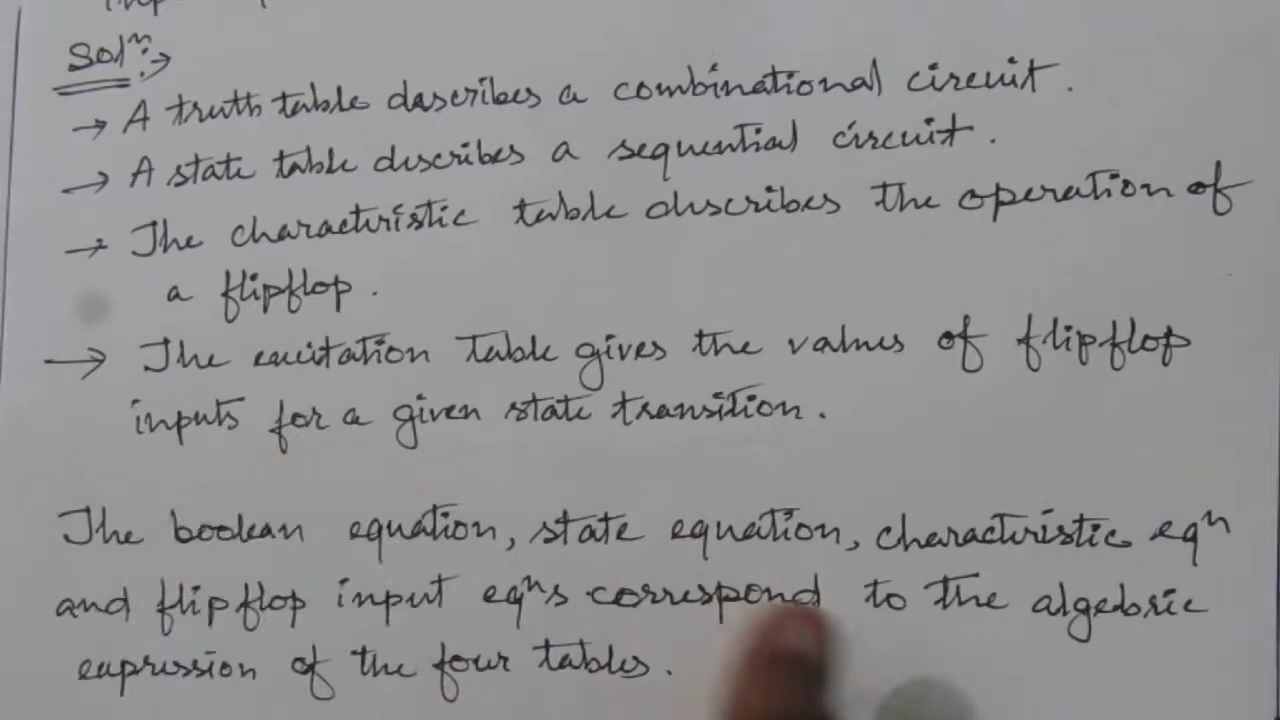 Solⁿ:→
→ A truth table describes a combinational circuit.
→ A state table describes a sequential circuit.
→ The characteristic table describes the operation of
a flipflop.
→ The excitation table gives the values of flipflop
inputs for a given state transition.
The boolean equation, state equation, characteristic eqⁿ
and flipflop input eqⁿs correspond to the algebric
expression of the four tables.